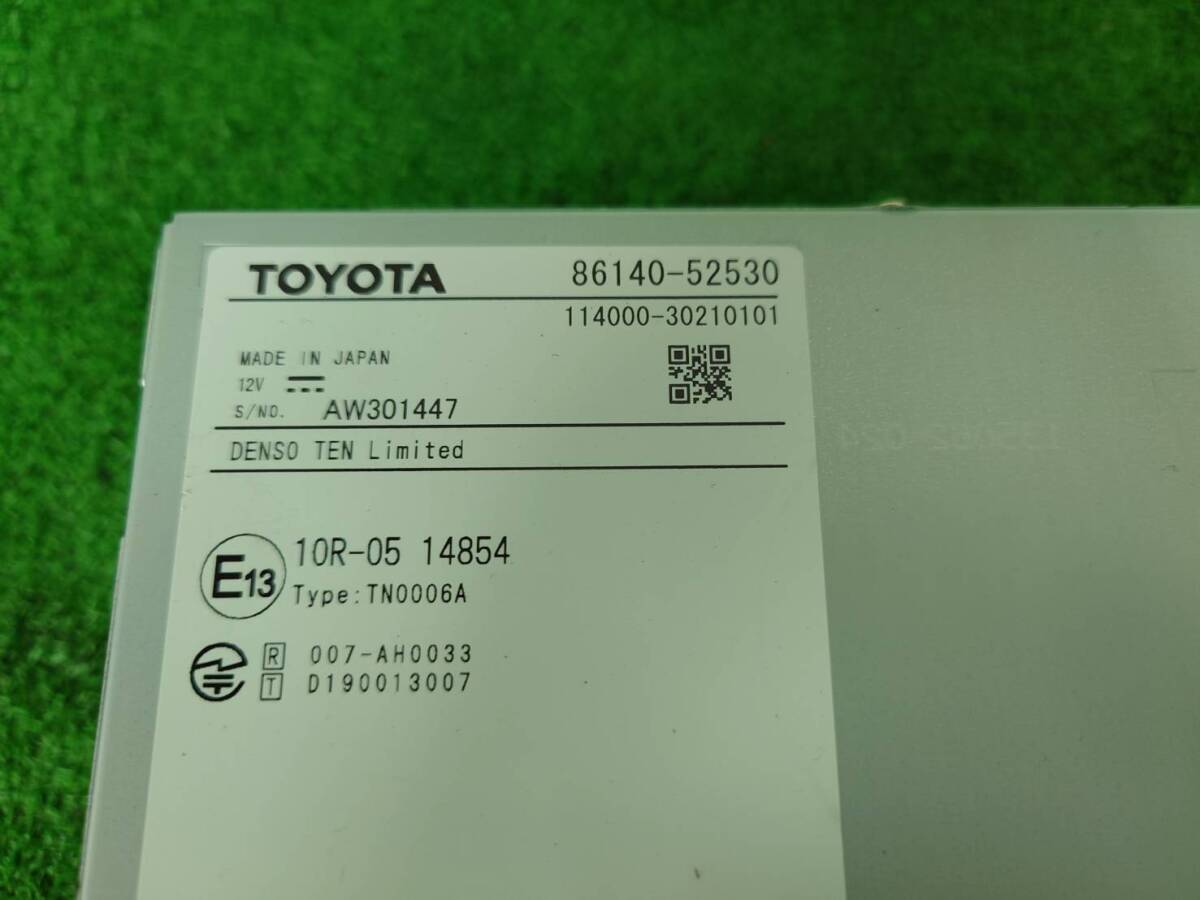 TOYOTA 86140-52530
114000-30210101
MADE IN JAPAN
12V
S/NO. AW301447
DENSO TEN Limited
E13 10R-05 14854
Type:TN0006A
R 007-AH0033
T D190013007